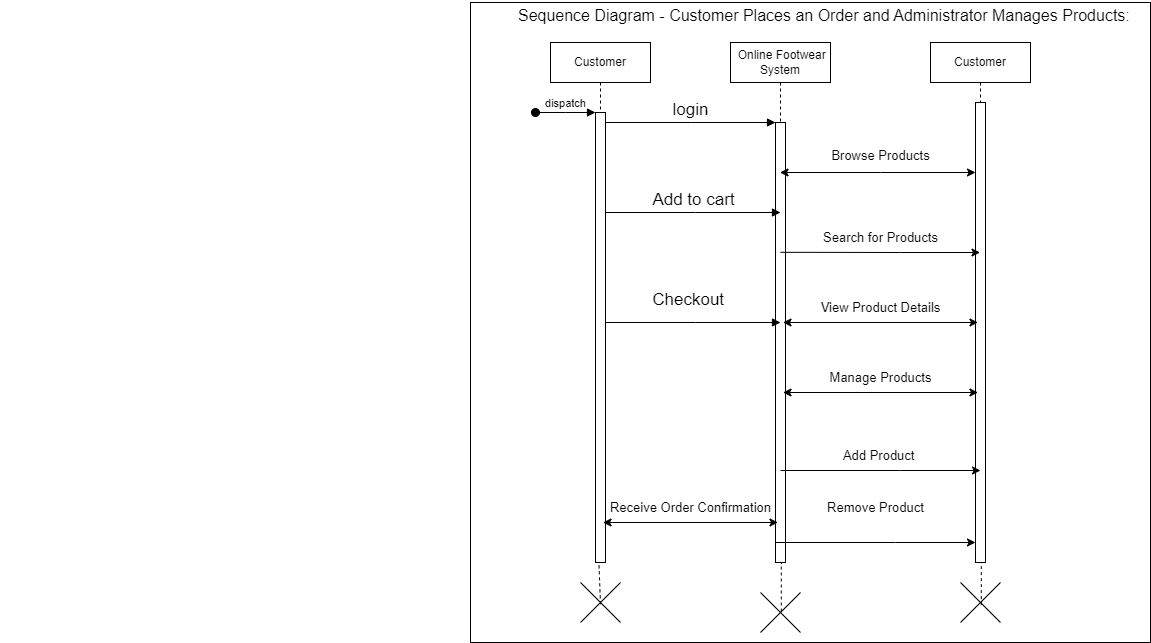 Sequence Diagram - Customer Places an Order and Administrator Manages Products:
Customer
Online Footwear
System
Customer
dispatch
login
Browse Products
Add to cart
Search for Products
Checkout
View Product Details
Manage Products
Add Product
Receive Order Confirmation
Remove Product